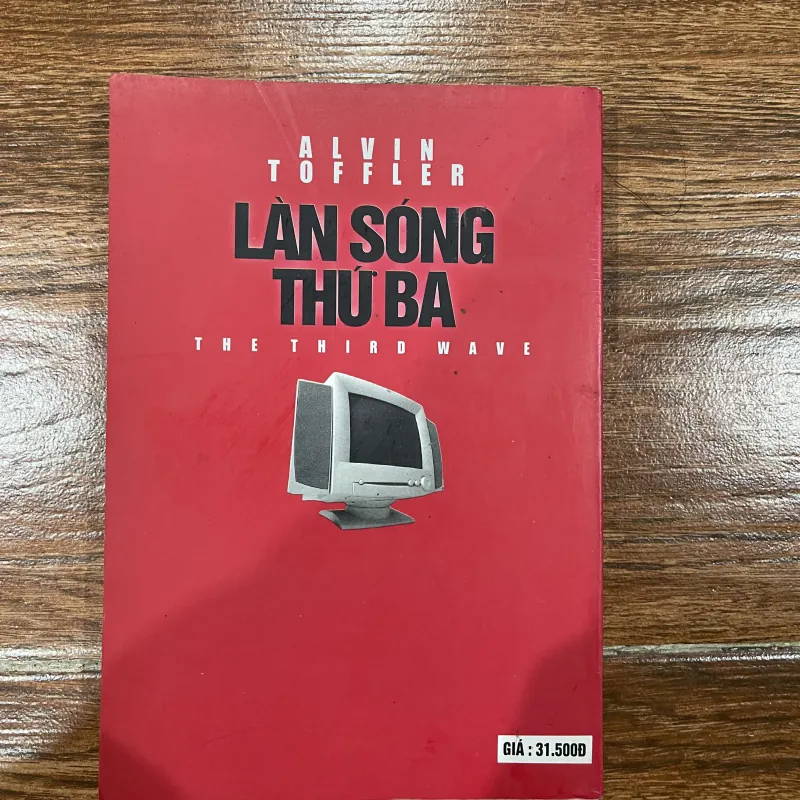 ALVIN
TOFFLER
LÀN SÓNG
THỨ BA
THE THIRD WAVE
GIÁ : 31.500Đ